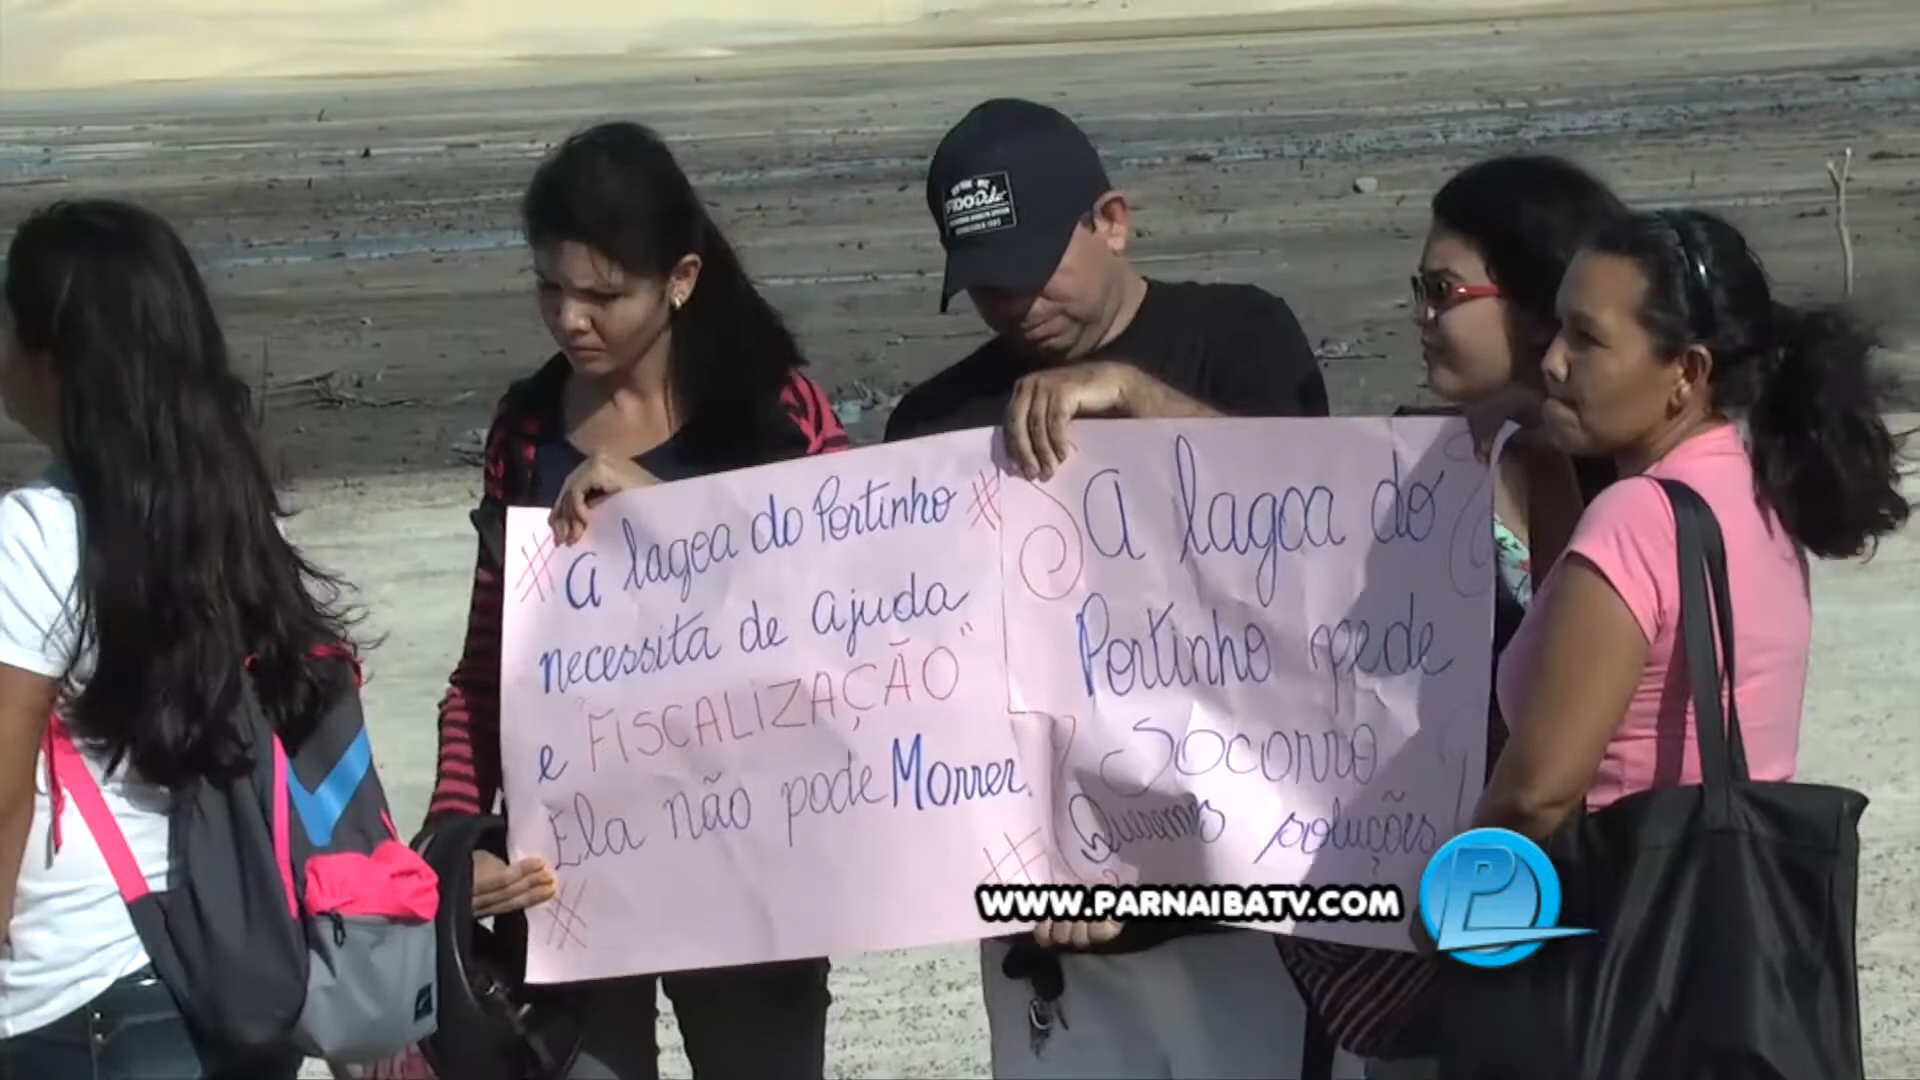 # A lagoa do Portinho #
necessita de ajuda
e "FISCALIZAÇÃO"
Ela não pode Morrer.
#
#
A lagoa do
Portinho pede
Socorro
Queremos soluções
WWW.PARNAIBATV.COM
P